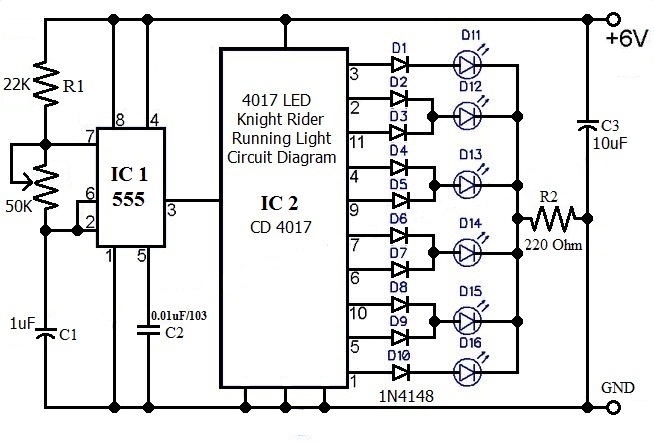 D1
D11
+6V
3
22K
R1
4017 LED
Knight Rider
Running Light
Circuit Diagram
D2
D12
2
8
4
D3
11
C3
10uF
7
IC 1
555
D4
D13
4
50K
6
2
3
IC 2
CD 4017
D5
9
R2
220 Ohm
D6
D14
7
1
5
D7
6
0.01uF/103
C2
D8
D15
10
1uF
C1
D9
5
D10
D16
1
1N4148
GND